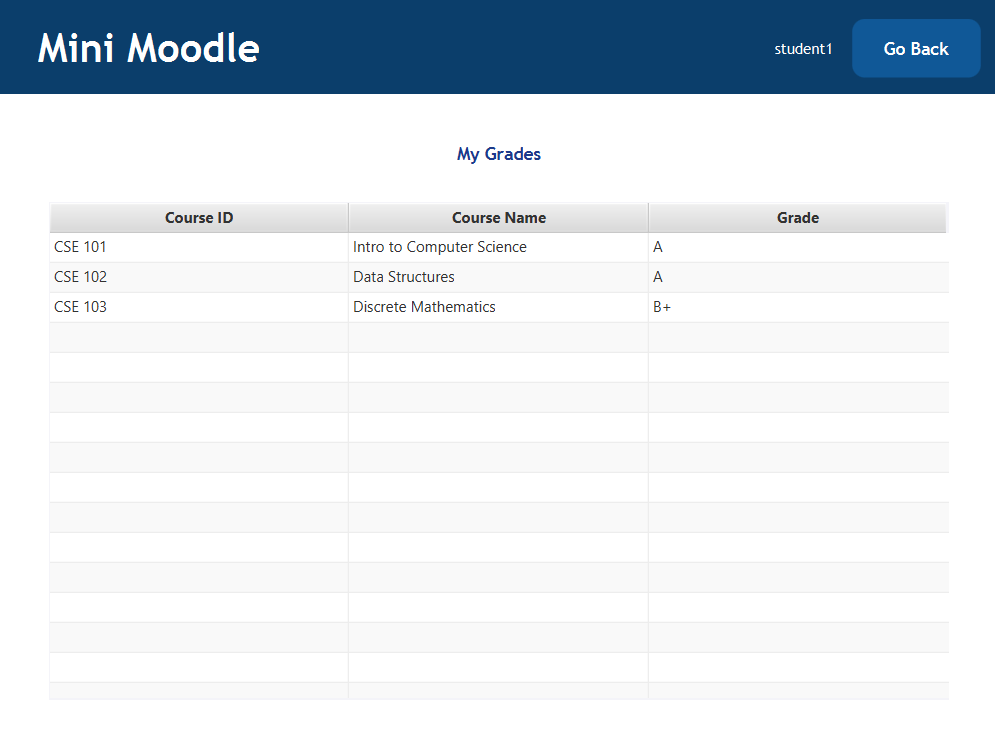 Mini Moodle
student1
Go Back
My Grades
Course ID Course Name Grade
CSE 101 Intro to Computer Science A
CSE 102 Data Structures A
CSE 103 Discrete Mathematics B+